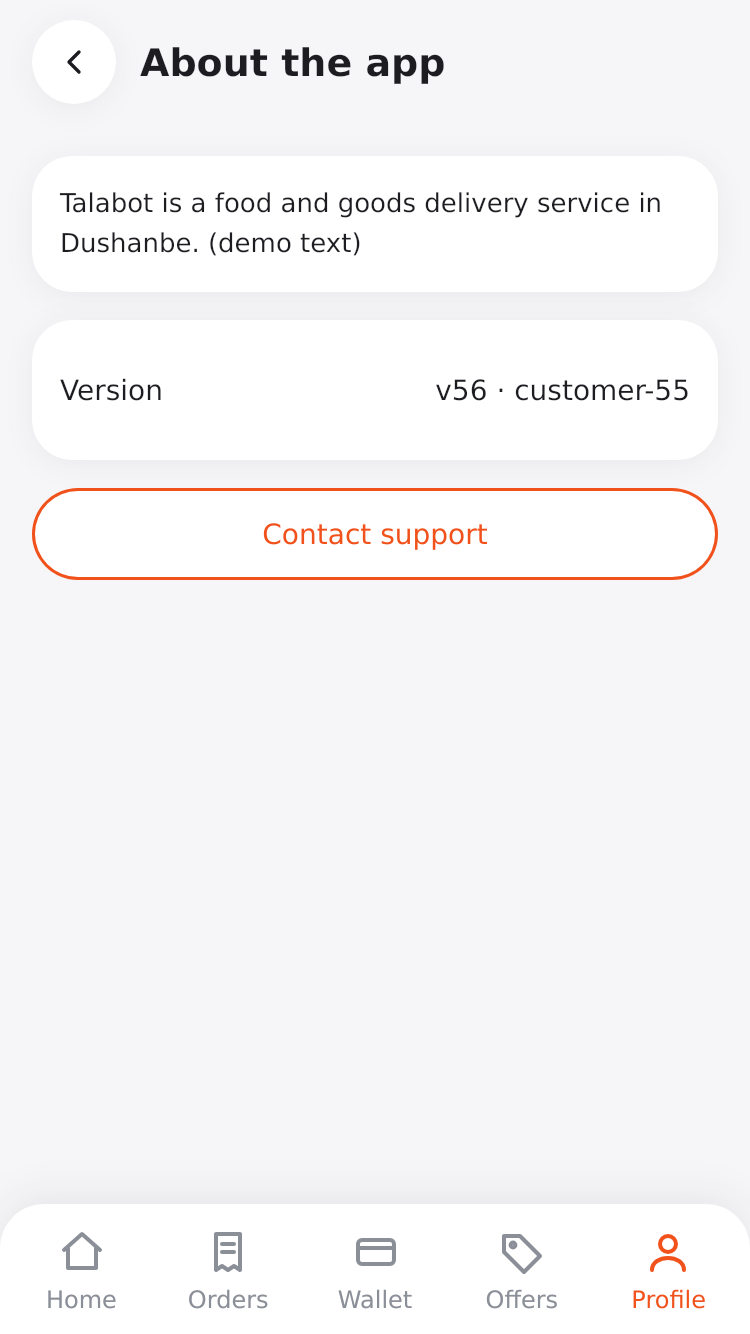 About the app
Talabot is a food and goods delivery service in
Dushanbe. (demo text)
Version v56 · customer-55
Contact support
Home Orders Wallet Offers Profile